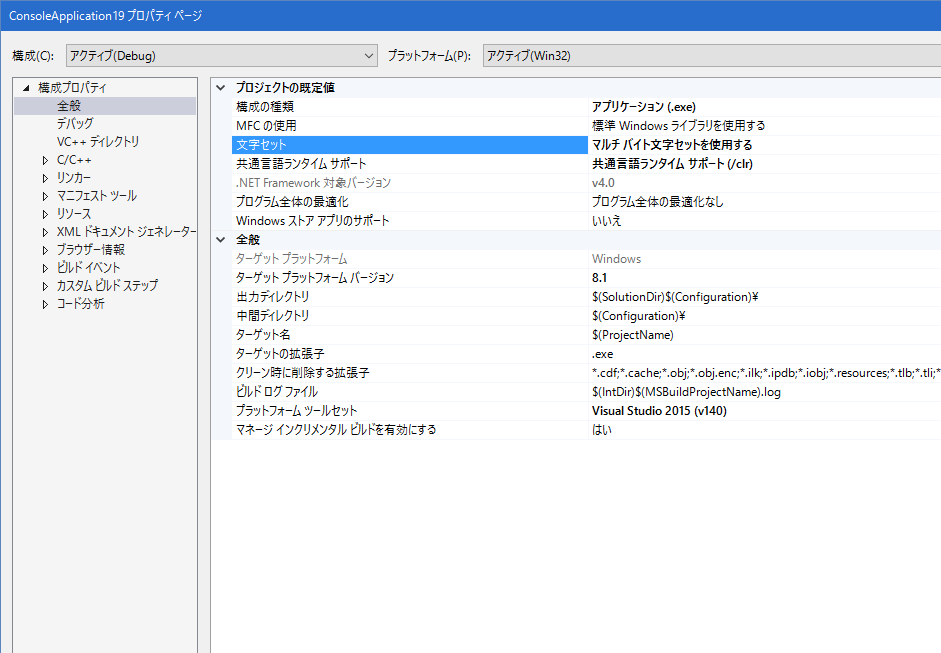 ConsoleApplication19 プロパティ ページ
構成(C): アクティブ(Debug) プラットフォーム(P): アクティブ(Win32)
構成プロパティ
全般
デバッグ
VC++ ディレクトリ
C/C++
リンカー
マニフェスト ツール
リソース
XML ドキュメント ジェネレーター
ブラウザー情報
ビルド イベント
カスタム ビルド ステップ
コード分析
プロジェクトの既定値
構成の種類 アプリケーション (.exe)
MFC の使用 標準 Windows ライブラリを使用する
文字セット マルチ バイト文字セットを使用する
共通言語ランタイム サポート 共通言語ランタイム サポート (/clr)
.NET Framework 対象バージョン v4.0
プログラム全体の最適化 プログラム全体の最適化なし
Windows ストア アプリのサポート いいえ
全般
ターゲット プラットフォーム Windows
ターゲット プラットフォーム バージョン 8.1
出力ディレクトリ $(SolutionDir)$(Configuration)¥
中間ディレクトリ $(Configuration)¥
ターゲット名 $(ProjectName)
ターゲットの拡張子 .exe
クリーン時に削除する拡張子 *.cdf;*.cache;*.obj;*.obj.enc;*.ilk;*.ipdb;*.iobj;*.resources;*.tlb;*.tli;*
ビルド ログ ファイル $(IntDir)$(MSBuildProjectName).log
プラットフォーム ツールセット Visual Studio 2015 (v140)
マネージ インクリメンタル ビルドを有効にする はい